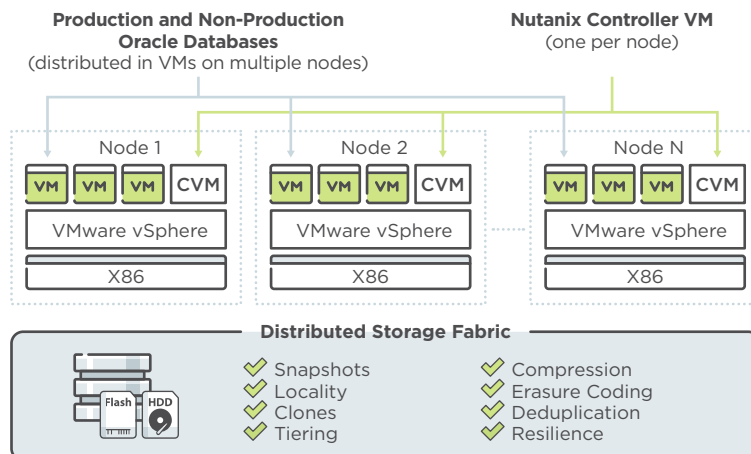 Production and Non-Production
Oracle Databases
(distributed in VMs on multiple nodes)
Nutanix Controller VM
(one per node)
Node 1
VM VM VM CVM
VMware vSphere
X86
Node 2
VM VM VM CVM
VMware vSphere
X86
Node N
VM VM VM CVM
VMware vSphere
X86
Distributed Storage Fabric
Flash HDD
Snapshots
Locality
Clones
Tiering
Compression
Erasure Coding
Deduplication
Resilience